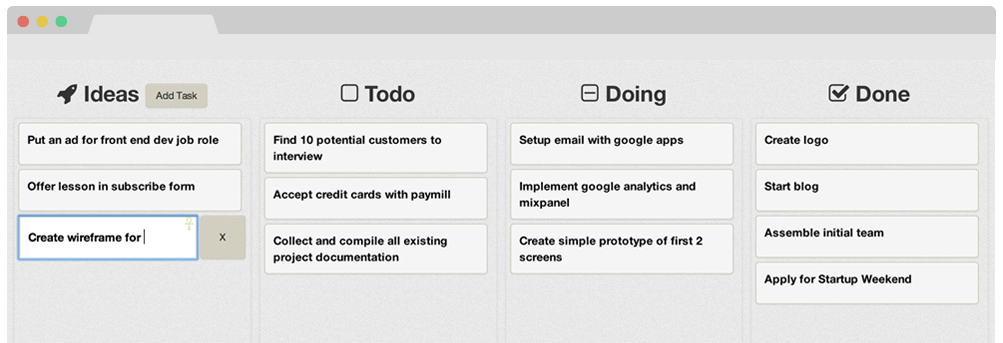 Ideas
Add Task
Todo
Doing
Done
Put an ad for front end dev job role
Offer lesson in subscribe form
Create wireframe for
X
Find 10 potential customers to
interview
Accept credit cards with paymill
Collect and compile all existing
project documentation
Setup email with google apps
Implement google analytics and
mixpanel
Create simple prototype of first 2
screens
Create logo
Start blog
Assemble initial team
Apply for Startup Weekend